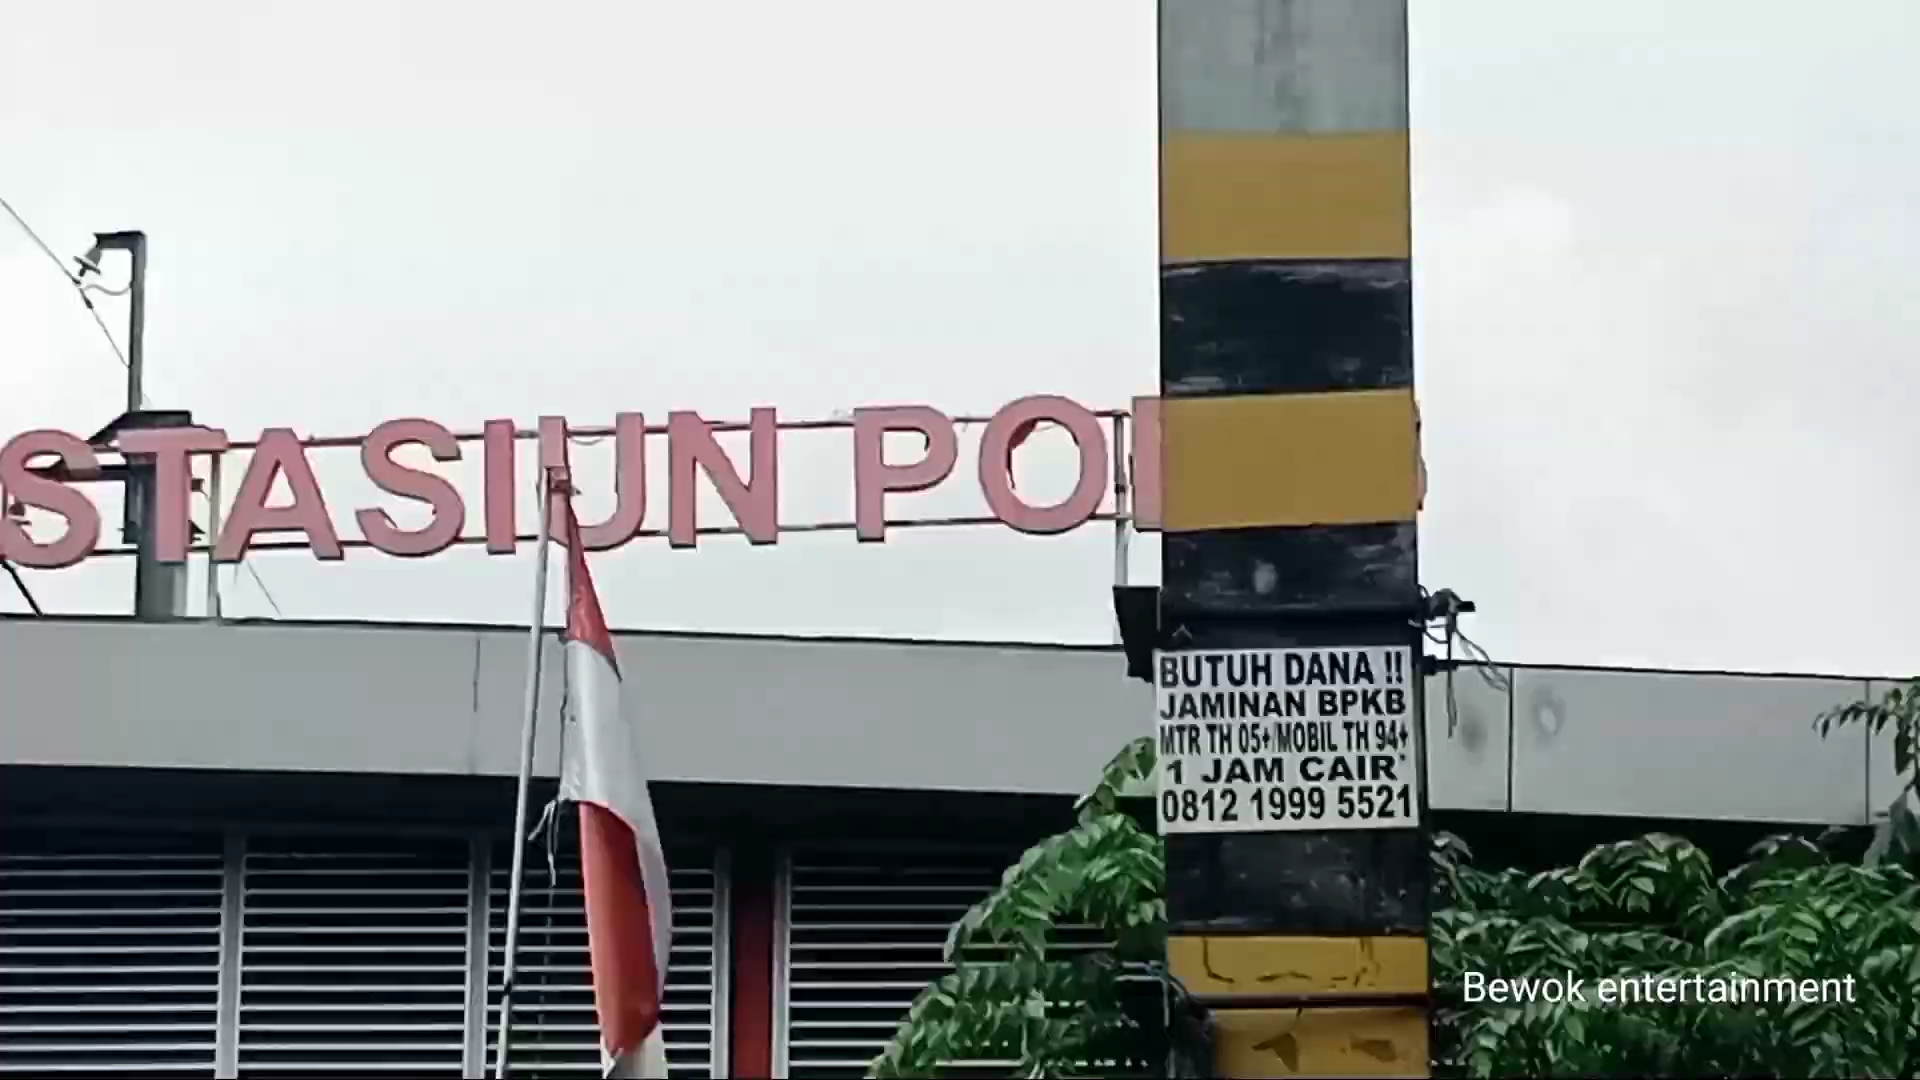 STASIUN PO
BUTUH DANA !!
JAMINAN BPKB
MTR TH 05+/MOBIL TH 94+
1 JAM CAIR*
0812 1999 5521
Bewok entertainment